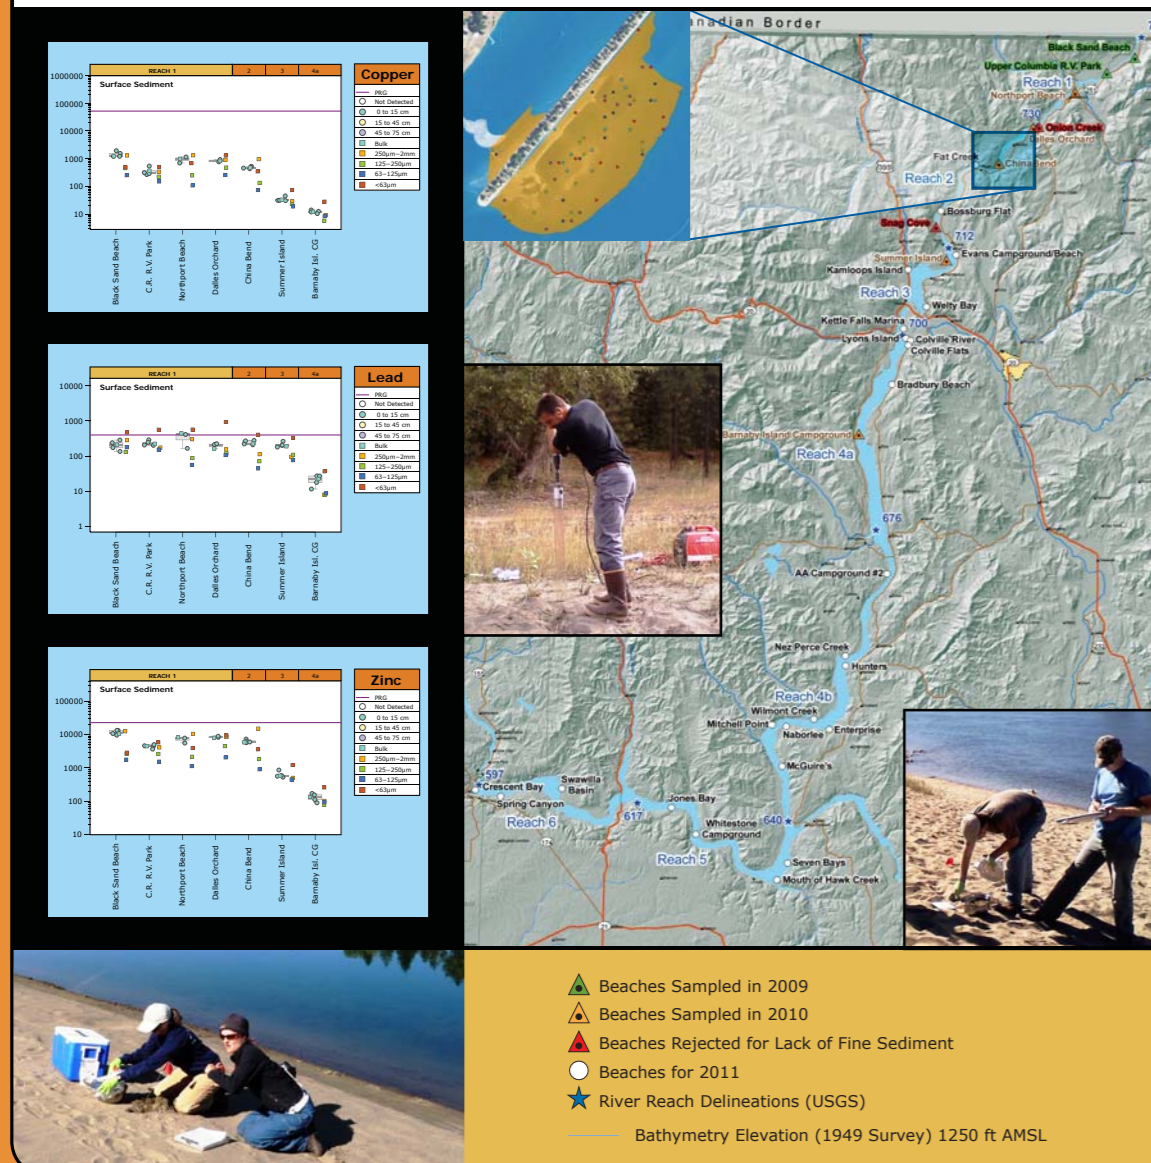 REACH 1 2 3 4a
Copper
Surface Sediment
PRG
Not Detected
0 to 15 cm
15 to 45 cm
45 to 75 cm
Bulk
250µm−2mm
125−250µm
63−125µm
<63µm
1000000
100000
10000
1000
100
10
Black Sand Beach
C.R. R.V. Park
Northport Beach
Dalles Orchard
China Bend
Summer Island
Barnaby Isl. CG
REACH 1 2 3 4a
Lead
Surface Sediment
PRG
Not Detected
0 to 15 cm
15 to 45 cm
45 to 75 cm
Bulk
250µm−2mm
125−250µm
63−125µm
<63µm
10000
1000
100
10
1
Black Sand Beach
C.R. R.V. Park
Northport Beach
Dalles Orchard
China Bend
Summer Island
Barnaby Isl. CG
REACH 1 2 3 4a
Zinc
Surface Sediment
PRG
Not Detected
0 to 15 cm
15 to 45 cm
45 to 75 cm
Bulk
250µm−2mm
125−250µm
63−125µm
<63µm
100000
10000
1000
100
10
Black Sand Beach
C.R. R.V. Park
Northport Beach
Dalles Orchard
China Bend
Summer Island
Barnaby Isl. CG
anadian Border
Black Sand Beach
Upper Columbia R.V. Park
Reach 1
Northport Beach
730
Onion Creek
Dalles Orchard
Fat Creek
China Bend
395
Reach 2
Bossburg Flat
Snag Cove
712
Evans Campground/Beach
Summer Island
Kamloops Island
Reach 3
Welty Bay
Kettle Falls Marina
700
Lyons Island
Colville River
Colville Flats
20
Bradbury Beach
Barnaby Island Campground
Reach 4a
676
AA Campground #2
Nez Perce Creek
Hunters
Reach 4b
Wilmont Creek
Mitchell Point
Naborlee
Enterprise
McGuire's
597
Crescent Bay
Swawilla
Basin
Spring Canyon
Reach 6
617
Jones Bay
Whitestone
Campground
640
Reach 5
Seven Bays
Mouth of Hawk Creek
174
Beaches Sampled in 2009
Beaches Sampled in 2010
Beaches Rejected for Lack of Fine Sediment
Beaches for 2011
River Reach Delineations (USGS)
Bathymetry Elevation (1949 Survey) 1250 ft AMSL